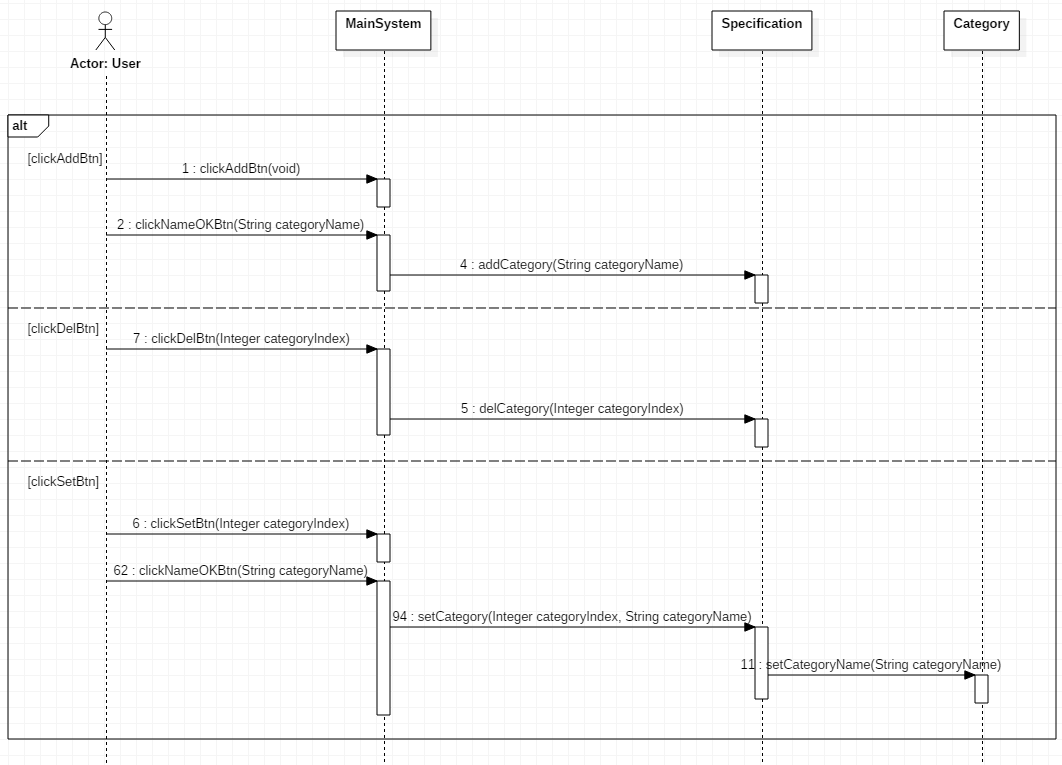 MainSystem
Specification
Category
Actor: User
alt
[clickAddBtn]
1 : clickAddBtn(void)
2 : clickNameOKBtn(String categoryName)
4 : addCategory(String categoryName)
[clickDelBtn]
7 : clickDelBtn(Integer categoryIndex)
5 : delCategory(Integer categoryIndex)
[clickSetBtn]
6 : clickSetBtn(Integer categoryIndex)
62 : clickNameOKBtn(String categoryName)
94 : setCategory(Integer categoryIndex, String categoryName)
11 : setCategoryName(String categoryName)